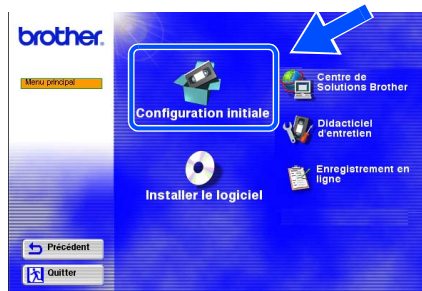 brother.
Menu principal
Configuration initiale
Installer le logiciel
Centre de
Solutions Brother
Didacticiel
d'entretien
Enregistrement en
ligne
Précédent
Quitter